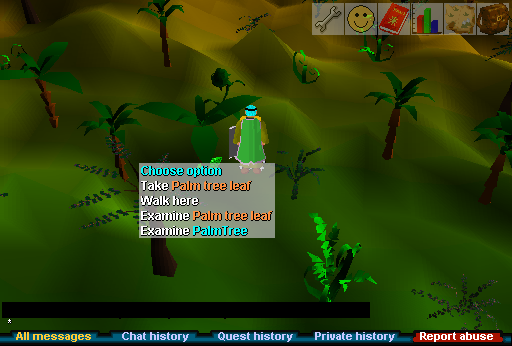 Choose option
Take Palm tree leaf
Walk here
Examine Palm tree leaf
Examine PalmTree
*
All messages Chat history Quest history Private history Report abuse